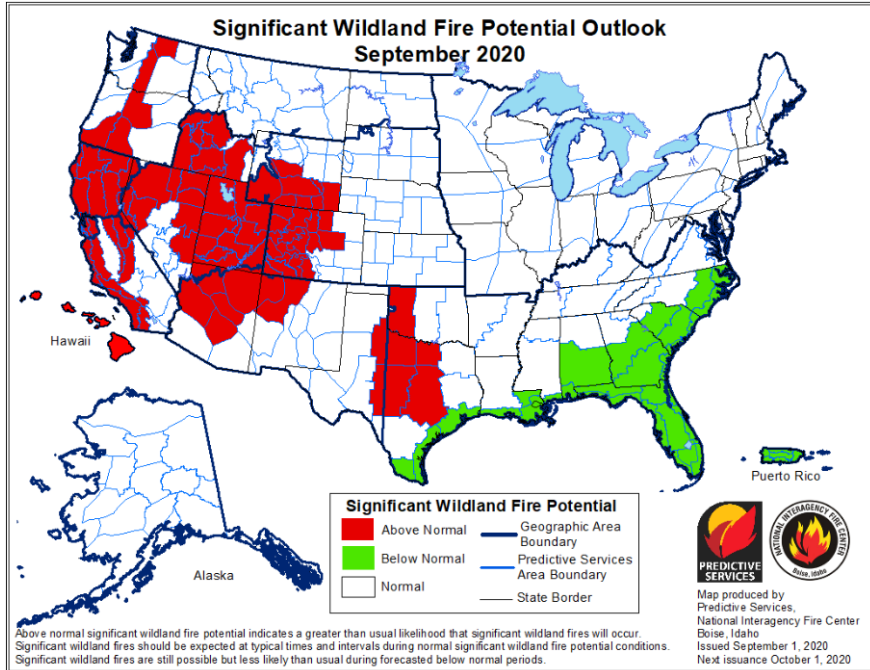 Significant Wildland Fire Potential Outlook
September 2020
Hawaii
Alaska
Puerto Rico
Significant Wildland Fire Potential
Above Normal
Below Normal
Normal
Geographic Area
Boundary
Predictive Services
Area Boundary
State Border
PREDICTIVE
SERVICES
NATIONAL INTERAGENCY FIRE CENTER
Boise, Idaho
Map produced by
Predictive Services,
National Interagency Fire Center
Boise, Idaho
Issued September 1, 2020
Next issuance October 1, 2020
Above normal significant wildland fire potential indicates a greater than usual likelihood that significant wildland fires will occur.
Significant wildland fires should be expected at typical times and intervals during normal significant wildland fire potential conditions.
Significant wildland fires are still possible but less likely than usual during forecasted below normal periods.